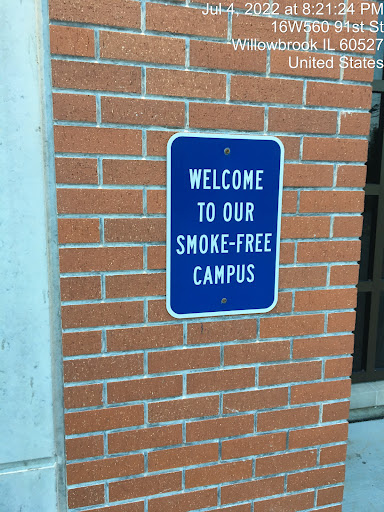 Jul 4, 2022 at 8:21:24 PM
16W560 91st St
Willowbrook IL 60527
United States
WELCOME
TO OUR
SMOKE-FREE
CAMPUS